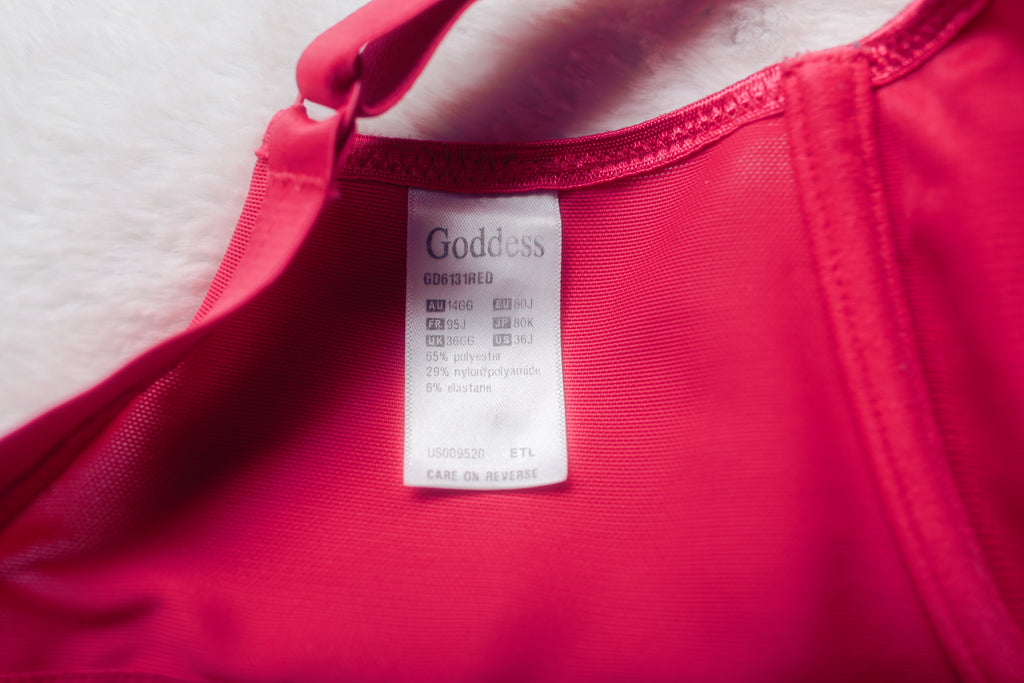 Goddess
GD6131RED
AU 14GG EU 80J
FR 95J JP 80K
UK 36GG US 36J
65% polyester
29% nylon/polyamide
6% elastane
US009520 ETL
CARE ON REVERSE